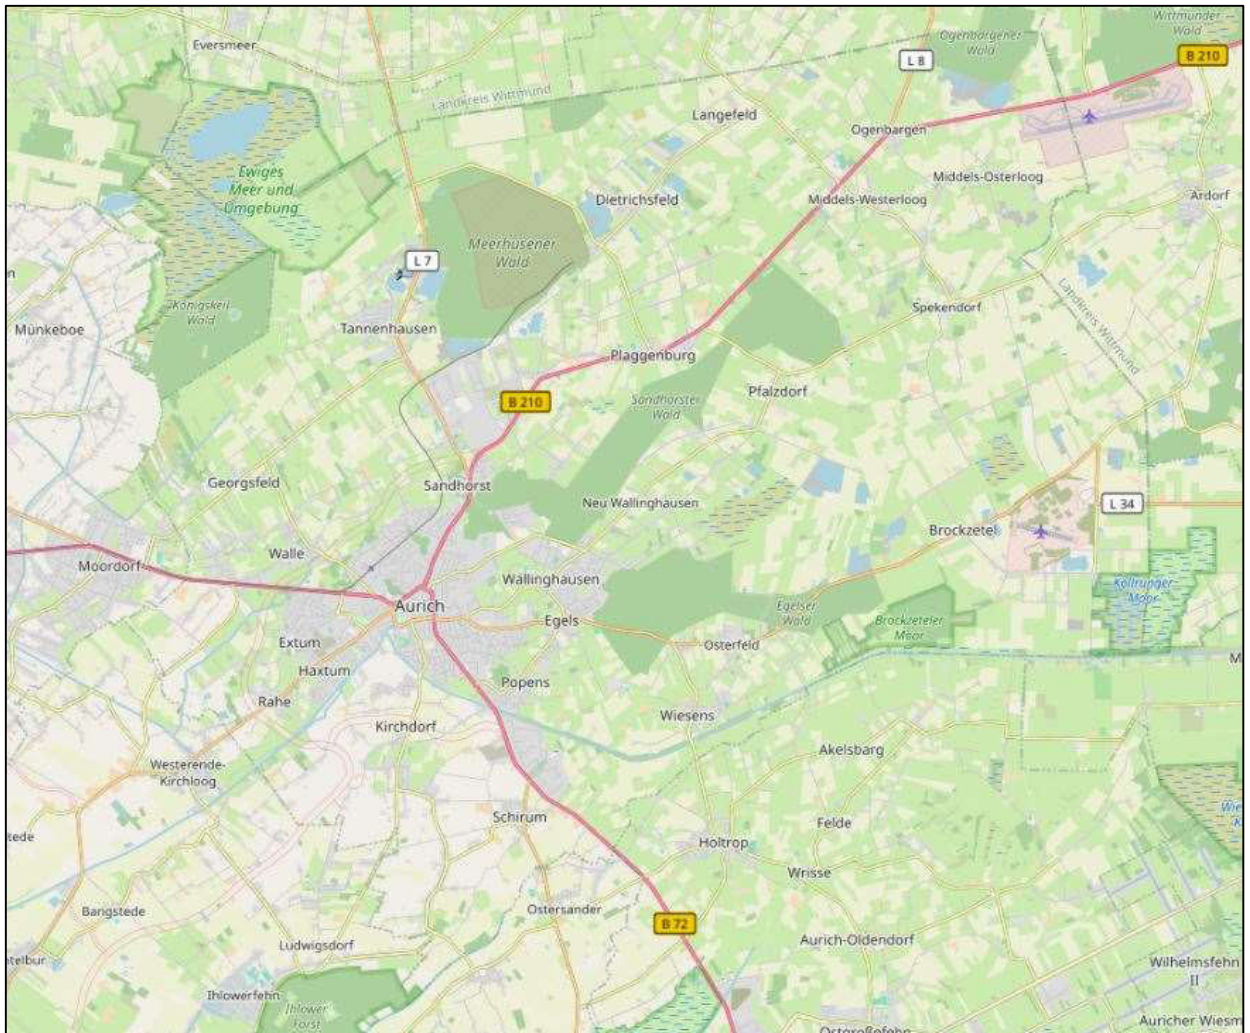 Wittmunder
Wald
Eversmeer
Ogenbargener
Wald
B 210
L 8
Landkreis Wittmund
Langefeld
Ogenbargen
Ewiges
Meer und
Umgebung
Middels-Osterloog
Dietrichsfeld
Middels-Westerloog
Ardorf
Meerhusener
Wald
L 7
Landkreis Wittmund
Königskeil
Wald
Spekendorf
Münkeboe
Tannenhausen
Plaggenburg
Pfalzdorf
B 210
Sandhorster
Wald
Georgsfeld
Sandhorst
Neu Wallinghausen
L 34
Brockzetel
Walle
Moordorf
Wallinghausen
Kollrunger
Moor
Aurich
Egels
Egelser
Wald
Brockzeteler
Moor
Extum
Osterfeld
M
Haxtum
Popens
Rahe
Wiesens
Kirchdorf
Akelsbarg
Westerende-
Kirchloog
Schirum
Felde
Holtrop
Wrisse
Ostersander
Bangstede
B 72
Aurich-Oldendorf
Ludwigsdorf
Wilhelmsfehn
II
Ihlowerfehn
Ihlower
Forst
Auricher Wiesm